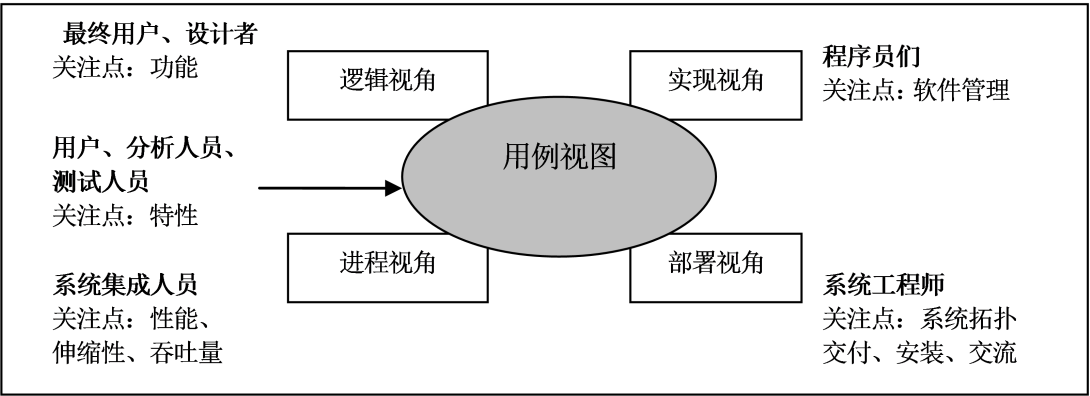 最终用户、设计者
关注点：功能
逻辑视角
实现视角
程序员们
关注点：软件管理
用户、分析人员、
测试人员
关注点：特性
用例视图
系统集成人员
关注点：性能、
伸缩性、吞吐量
进程视角
部署视角
系统工程师
关注点：系统拓扑
交付、安装、交流